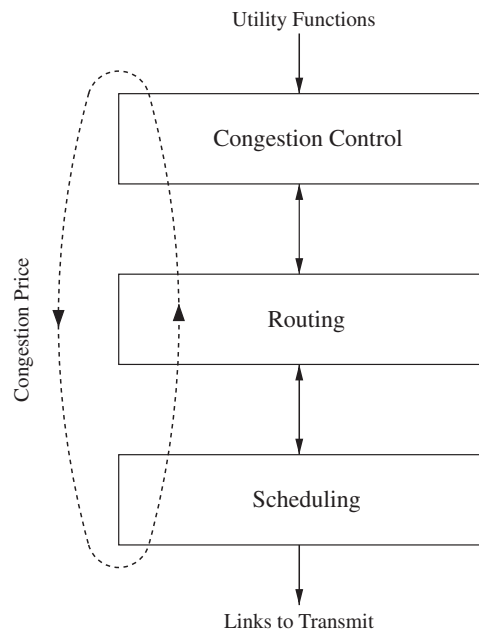 Utility Functions
Congestion Control
Congestion Price
Routing
Scheduling
Links to Transmit